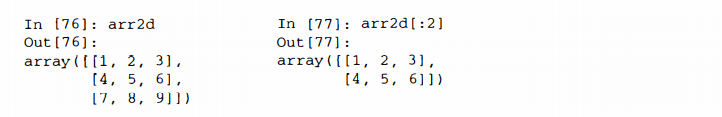 In [76]: arr2d
Out[76]:
array([[1, 2, 3],
       [4, 5, 6],
       [7, 8, 9]])
In [77]: arr2d[:2]
Out[77]:
array([[1, 2, 3],
       [4, 5, 6]])